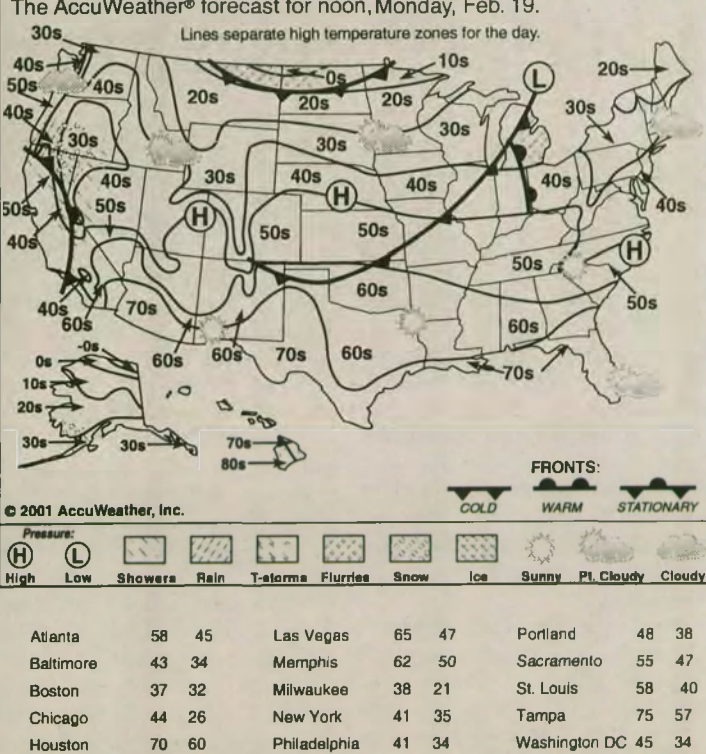 The AccuWeather® forecast for noon, Monday, Feb. 19.
Lines separate high temperature zones for the day.
30s
10s
L
20s
40s
0s
50s
40s
20s
20s
20s
30s
40s
30s
30s
30s
30s
40s
H
40s
40s
40s
40s
50s
H
50s
50s
50s
40s
H
50s
60s
50s
40s
60s
70s
60s
60s
60s
70s
60s
70s
-0s
0s
10s
20s
30s
30s
70s
80s
FRONTS:
COLD WARM STATIONARY
© 2001 AccuWeather, Inc.
Pressure:
H L
High Low Showers Rain T-storms Flurries Snow Ice Sunny Pt. Cloudy Cloudy
Atlanta 58 45 Las Vegas 65 47 Portland 48 38
Baltimore 43 34 Memphis 62 50 Sacramento 55 47
Boston 37 32 Milwaukee 38 21 St. Louis 58 40
Chicago 44 26 New York 41 35 Tampa 75 57
Houston 70 60 Philadelphia 41 34 Washington DC 45 34